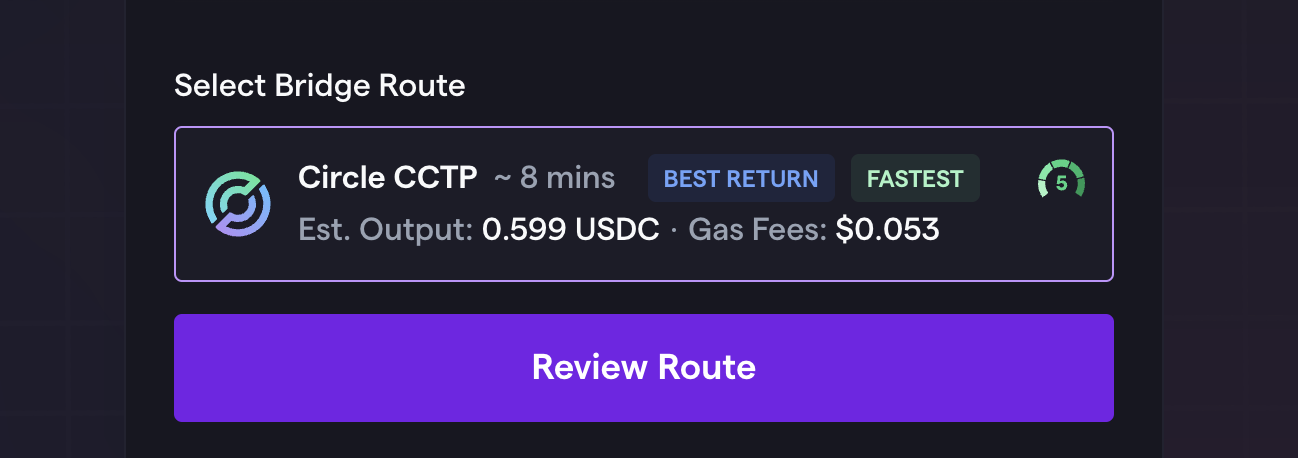 Select Bridge Route
Circle CCTP ~ 8 mins BEST RETURN FASTEST 5
Est. Output: 0.599 USDC · Gas Fees: $0.053
Review Route